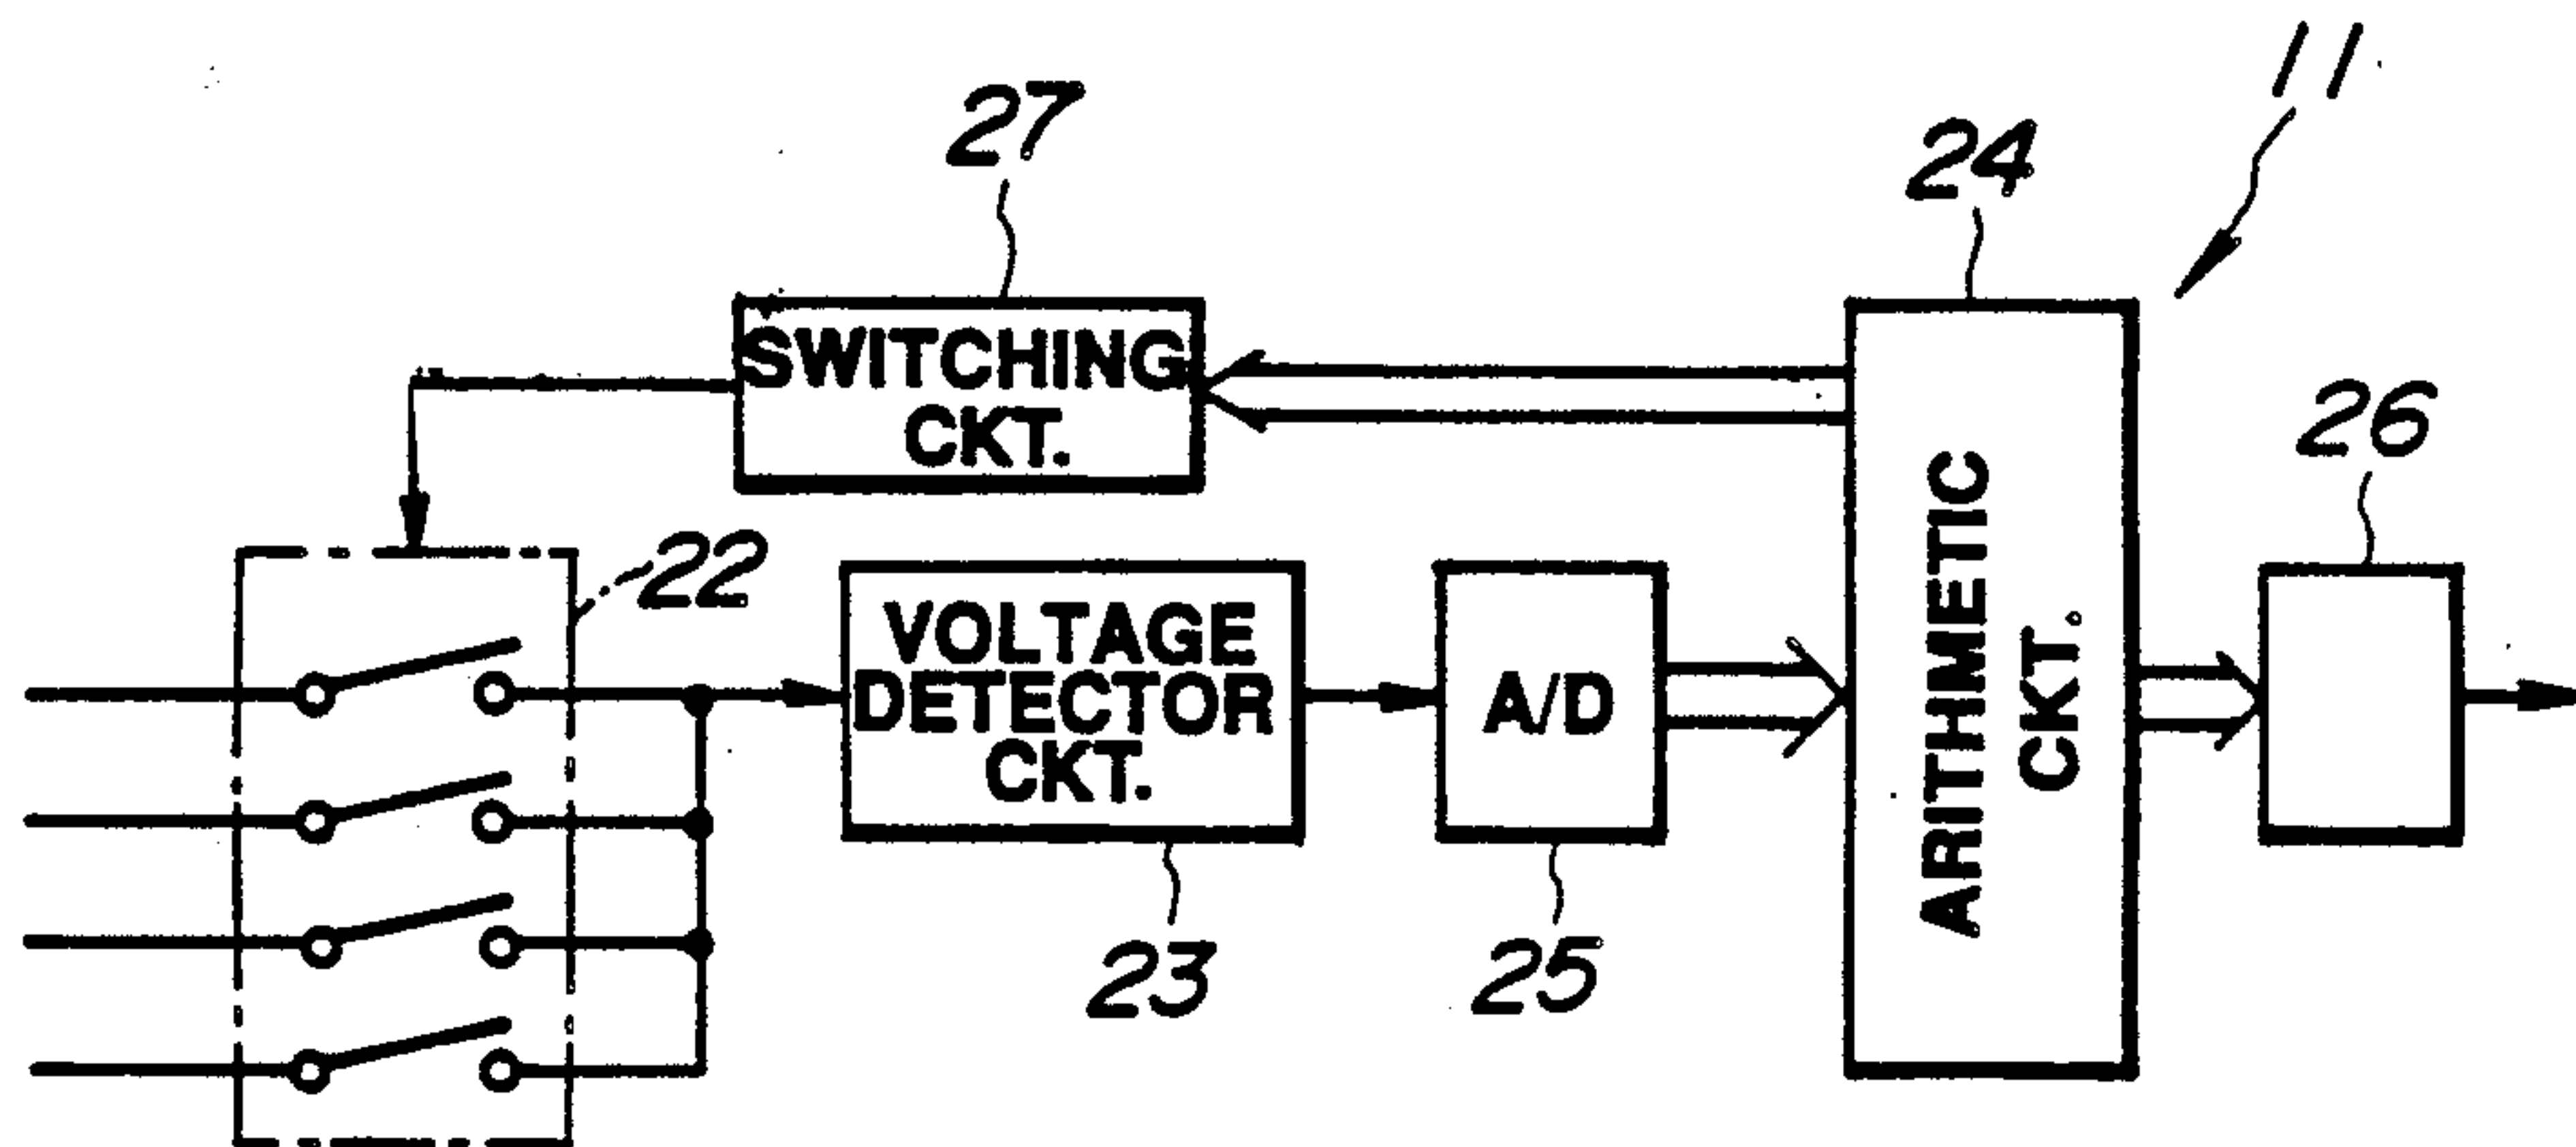 11
27
24
SWITCHING
CKT.
26
22
VOLTAGE
DETECTOR
CKT.
A/D
ARITHMETIC
CKT.
23
25